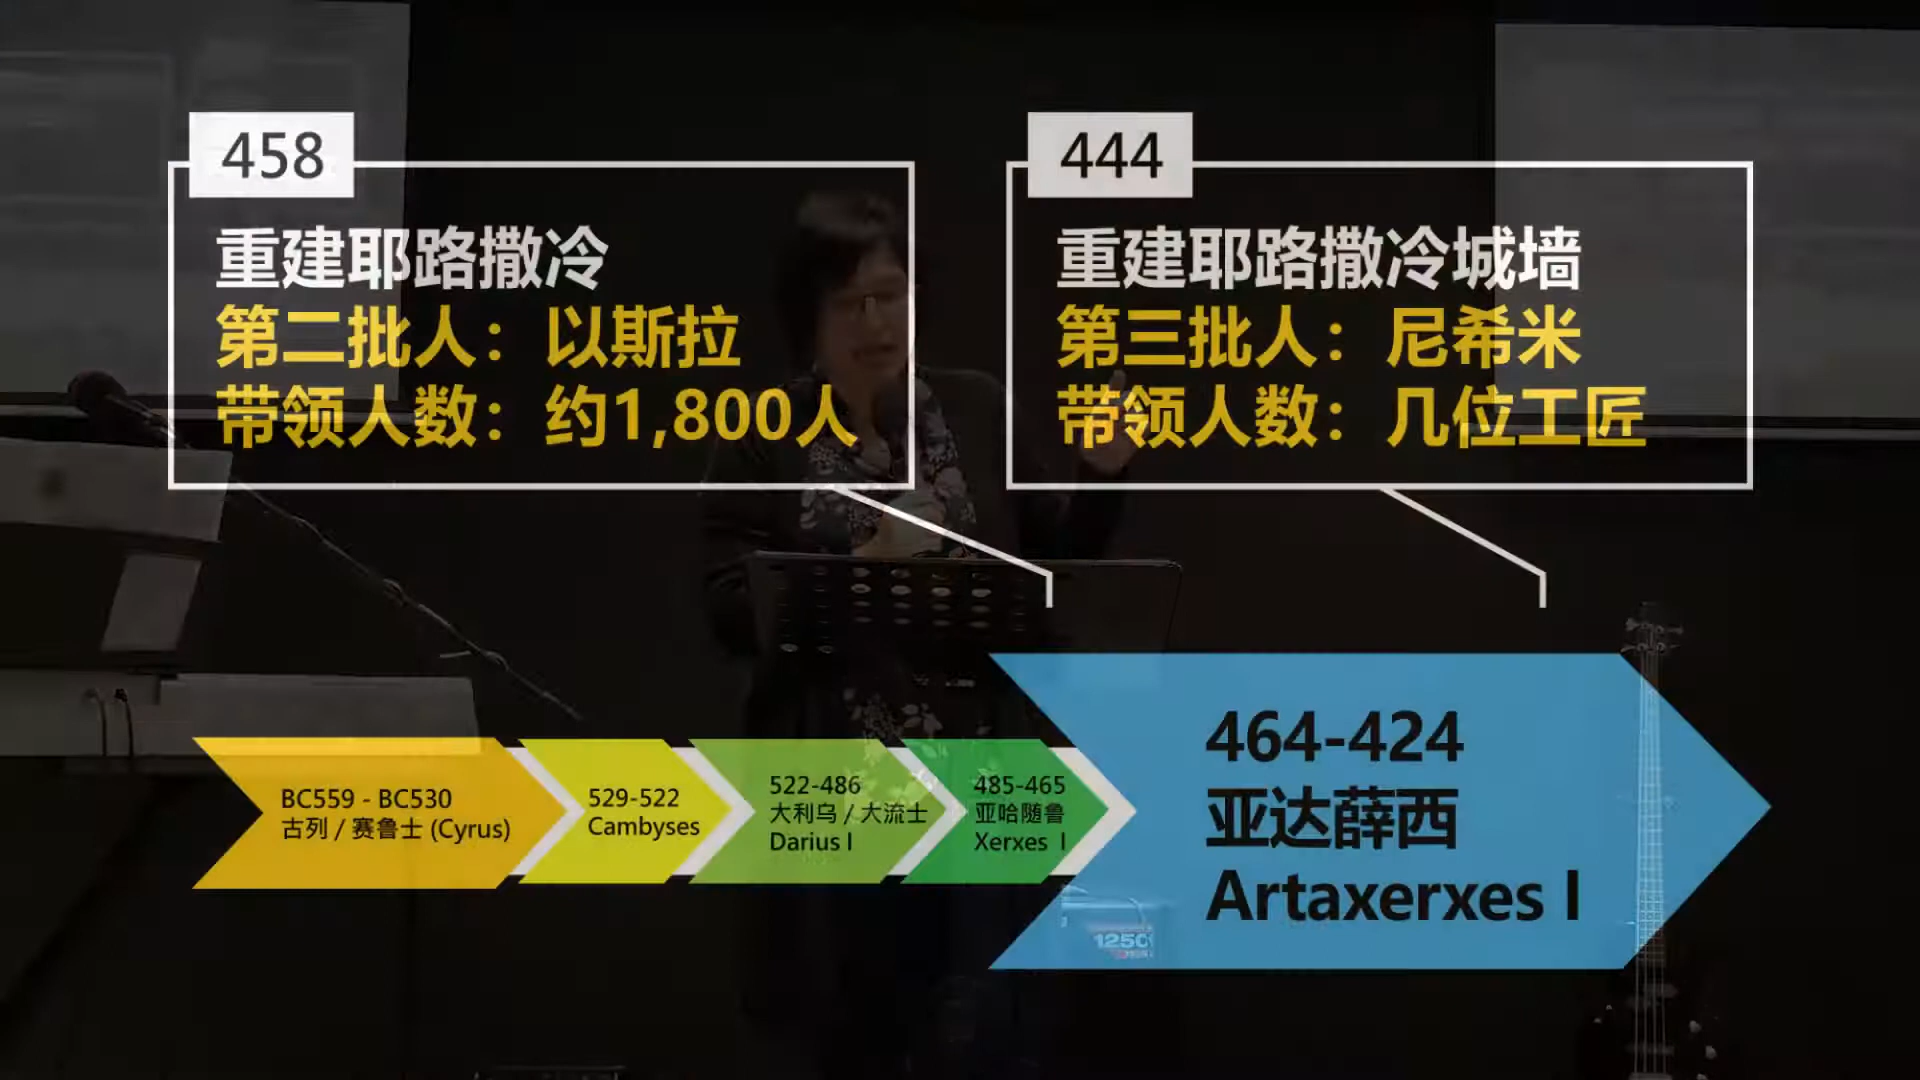 458
重建耶路撒冷
第二批人：以斯拉
带领人数：约1,800人
444
重建耶路撒冷城墙
第三批人：尼希米
带领人数：几位工匠
BC559 - BC530
古列 / 赛鲁士 (Cyrus)
529-522
Cambyses
522-486
大利乌 / 大流士
Darius I
485-465
亚哈随鲁
Xerxes I
464-424
亚达薛西
Artaxerxes I
1250